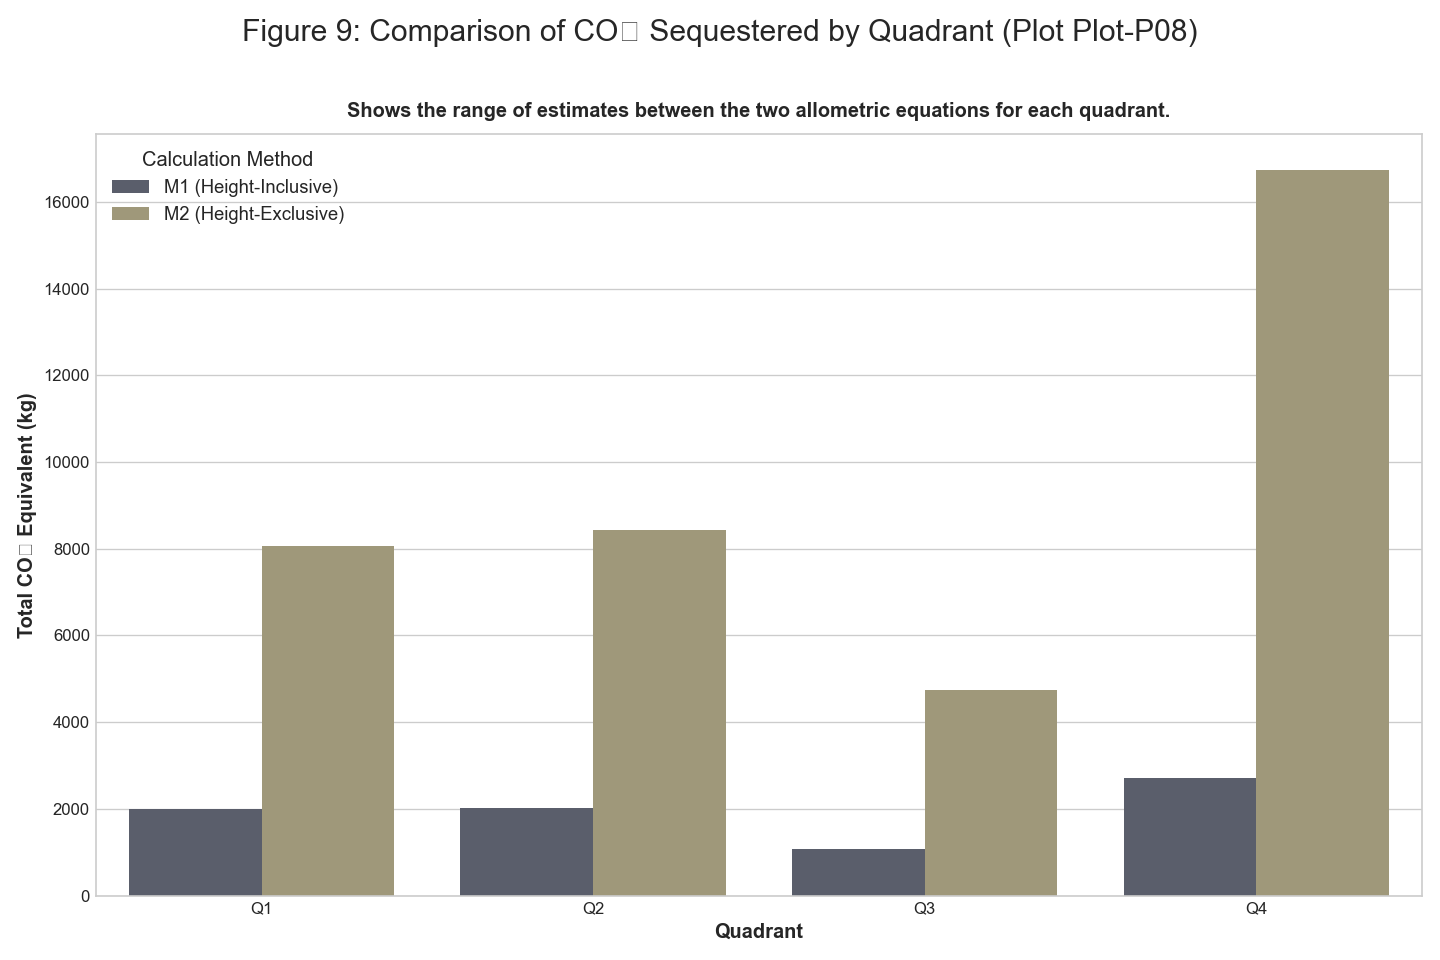 Figure 9: Comparison of CO▯ Sequestered by Quadrant (Plot Plot-P08)
Shows the range of estimates between the two allometric equations for each quadrant.
Calculation Method
M1 (Height-Inclusive)
M2 (Height-Exclusive)
16000
14000
12000
10000
8000
6000
4000
2000
0
Total CO▯ Equivalent (kg)
Q1
Q2
Q3
Q4
Quadrant